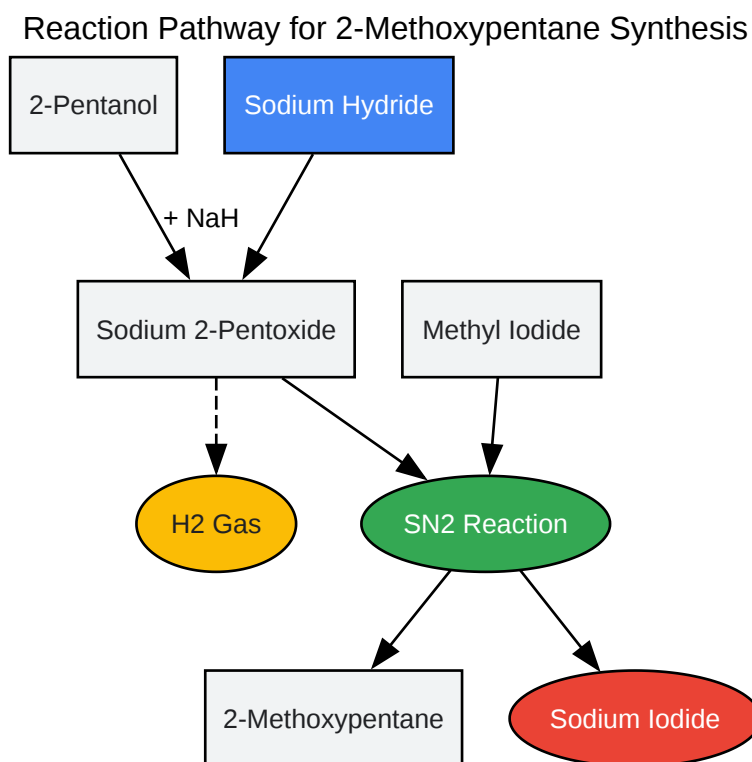 Reaction Pathway for 2-Methoxypentane Synthesis
2-Pentanol
Sodium Hydride
+ NaH
Sodium 2-Pentoxide
Methyl Iodide
H2 Gas
SN2 Reaction
2-Methoxypentane
Sodium Iodide